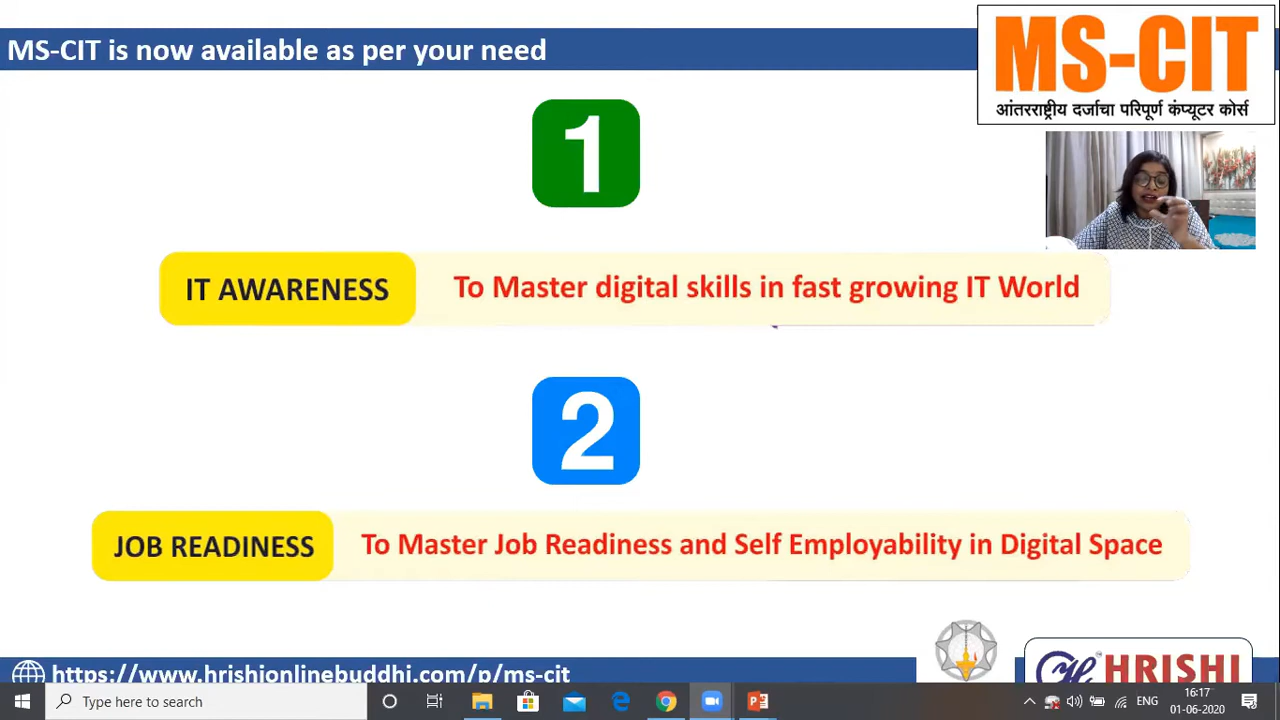 MS-CIT is now available as per your need
MS-CIT
आंतरराष्ट्रीय दर्जाचा परिपूर्ण कंप्यूटर कोर्स
1
IT AWARENESS
To Master digital skills in fast growing IT World
2
JOB READINESS
To Master Job Readiness and Self Employability in Digital Space
https://www.hrishionlinebuddhi.com/p/ms-cit
HRISHI
Type here to search
ENG
16:17
01-06-2020